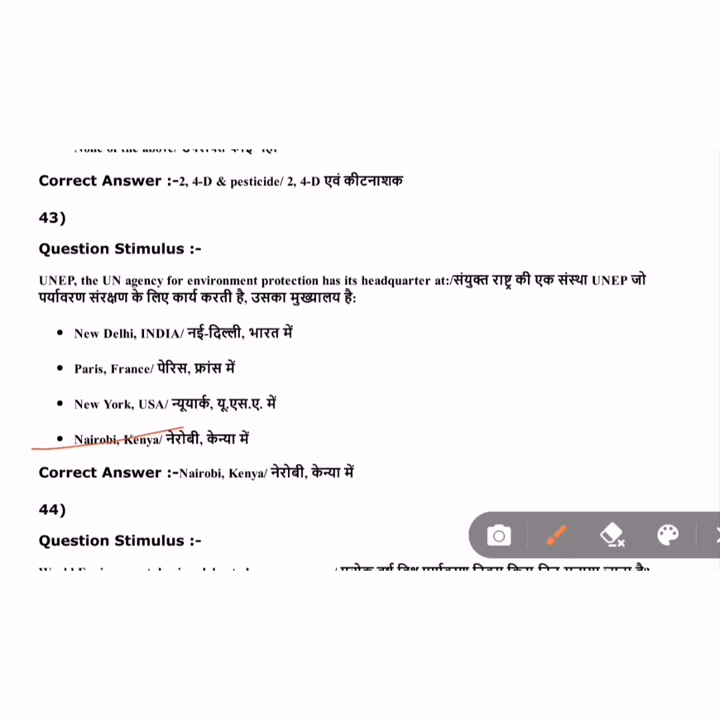 Correct Answer :-2, 4-D & pesticide/ 2, 4-D एवं कीटनाशक
43)
Question Stimulus :-
UNEP, the UN agency for environment protection has its headquarter at:/संयुक्त राष्ट्र की एक संस्था UNEP जो
पर्यावरण संरक्षण के लिए कार्य करती है, उसका मुख्यालय है:
• New Delhi, INDIA/ नई-दिल्ली, भारत में
• Paris, France/ पेरिस, फ्रांस में
• New York, USA/ न्यूयार्क, यू.एस.ए. में
• Nairobi, Kenya/ नेरोबी, केन्या में
Correct Answer :-Nairobi, Kenya/ नेरोबी, केन्या में
44)
Question Stimulus :-